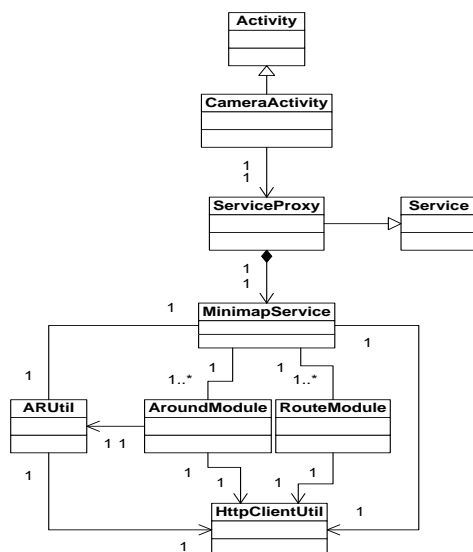 Activity
CameraActivity
1
1
ServiceProxy
Service
1
1
MinimapService
1
1
1
1
1
1..*
1..*
ARUtil
AroundModule
RouteModule
1 1
1
1
1
1
1
1
HttpClientUtil
1